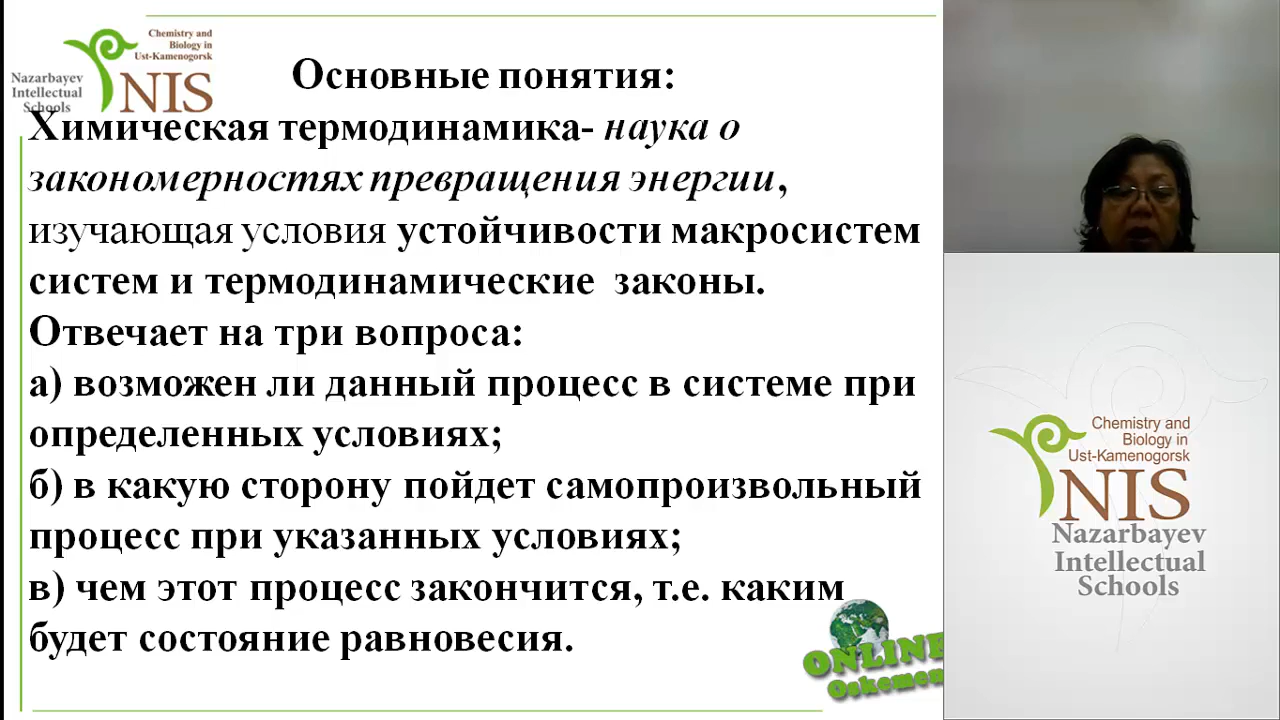 Chemistry and
Biology in
Ust-Kamenogorsk
Nazarbayev
Intellectual
Schools
NIS
Основные понятия:
Химическая термодинамика- наука о
закономерностях превращения энергии,
изучающая условия устойчивости макросистем
систем и термодинамические законы.
Отвечает на три вопроса:
а) возможен ли данный процесс в системе при
определенных условиях;
б) в какую сторону пойдет самопроизвольный
процесс при указанных условиях;
в) чем этот процесс закончится, т.е. каким
будет состояние равновесия.
ONLINE
Oskemen
Chemistry and
Biology in
Ust-Kamenogorsk
NIS
Nazarbayev
Intellectual
Schools